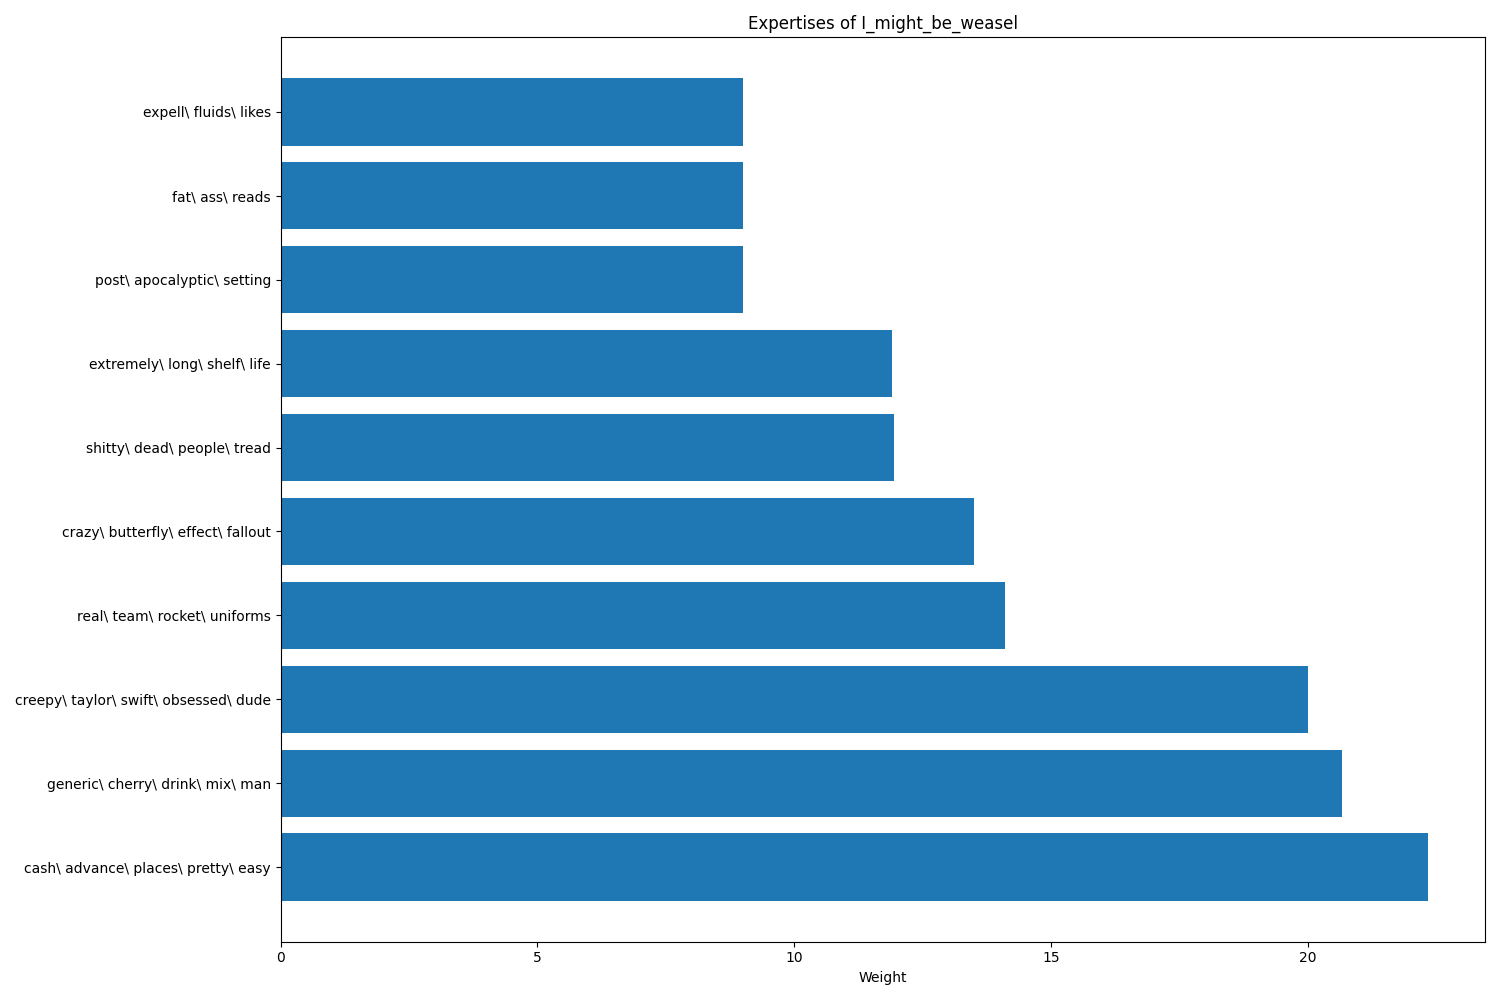 Expertises of I_might_be_weasel
expell\ fluids\ likes
fat\ ass\ reads
post\ apocalyptic\ setting
extremely\ long\ shelf\ life
shitty\ dead\ people\ tread
crazy\ butterfly\ effect\ fallout
real\ team\ rocket\ uniforms
creepy\ taylor\ swift\ obsessed\ dude
generic\ cherry\ drink\ mix\ man
cash\ advance\ places\ pretty\ easy
0 5 10 15 20
Weight